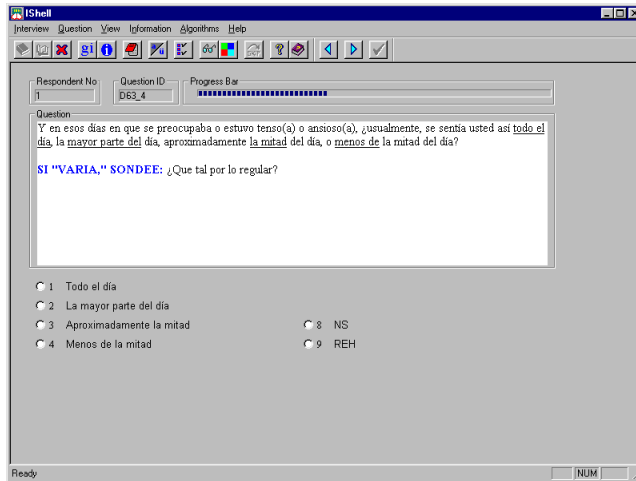 IShell
Interview Question View Information Algorithms Help
gi
Respondent No
Question ID
Progress Bar
1
D63_4
Question
Y en esos días en que se preocupaba o estuvo tenso(a) o ansioso(a), ¿usualmente, se sentía usted así todo el
día, la mayor parte del día, aproximadamente la mitad del día, o menos de la mitad del día?
SI "VARIA," SONDEE: ¿Que tal por lo regular?
1 Todo el día
2 La mayor parte del día
3 Aproximadamente la mitad
8 NS
4 Menos de la mitad
9 REH
Ready
NUM